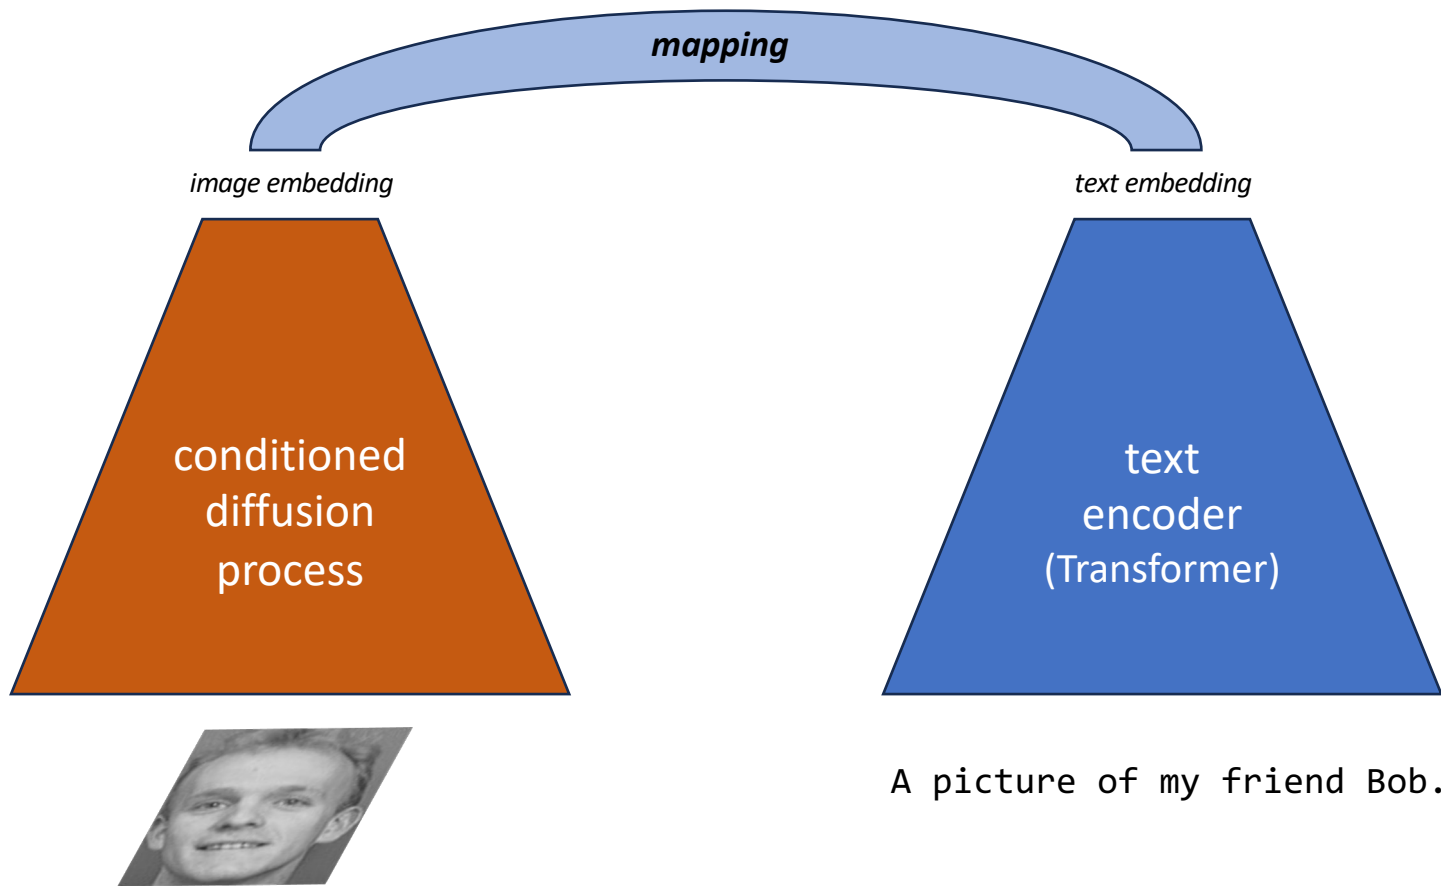 mapping
image embedding
text embedding
conditioned
diffusion
process
text
encoder
(Transformer)
A picture of my friend Bob.